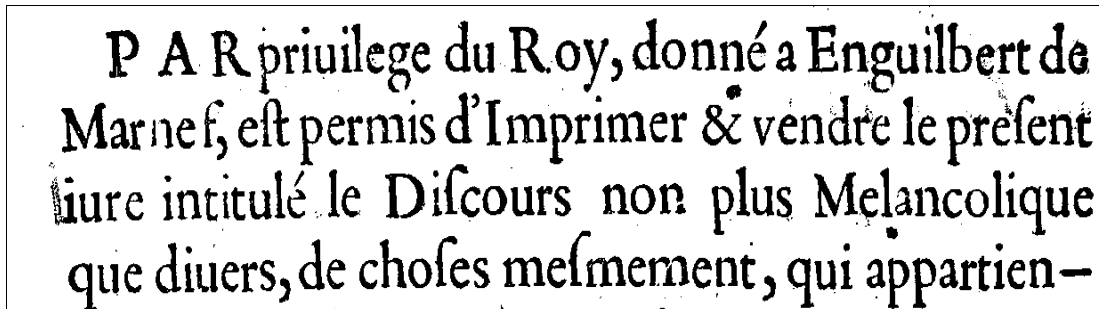 P A R priuilege du Roy, donné a Enguilbert de
Marnef, eſt permis d'Imprimer & vendre le preſent
liure intitulé le Diſcours non plus Melancolique
que diuers, de choſes meſmement, qui appartien-